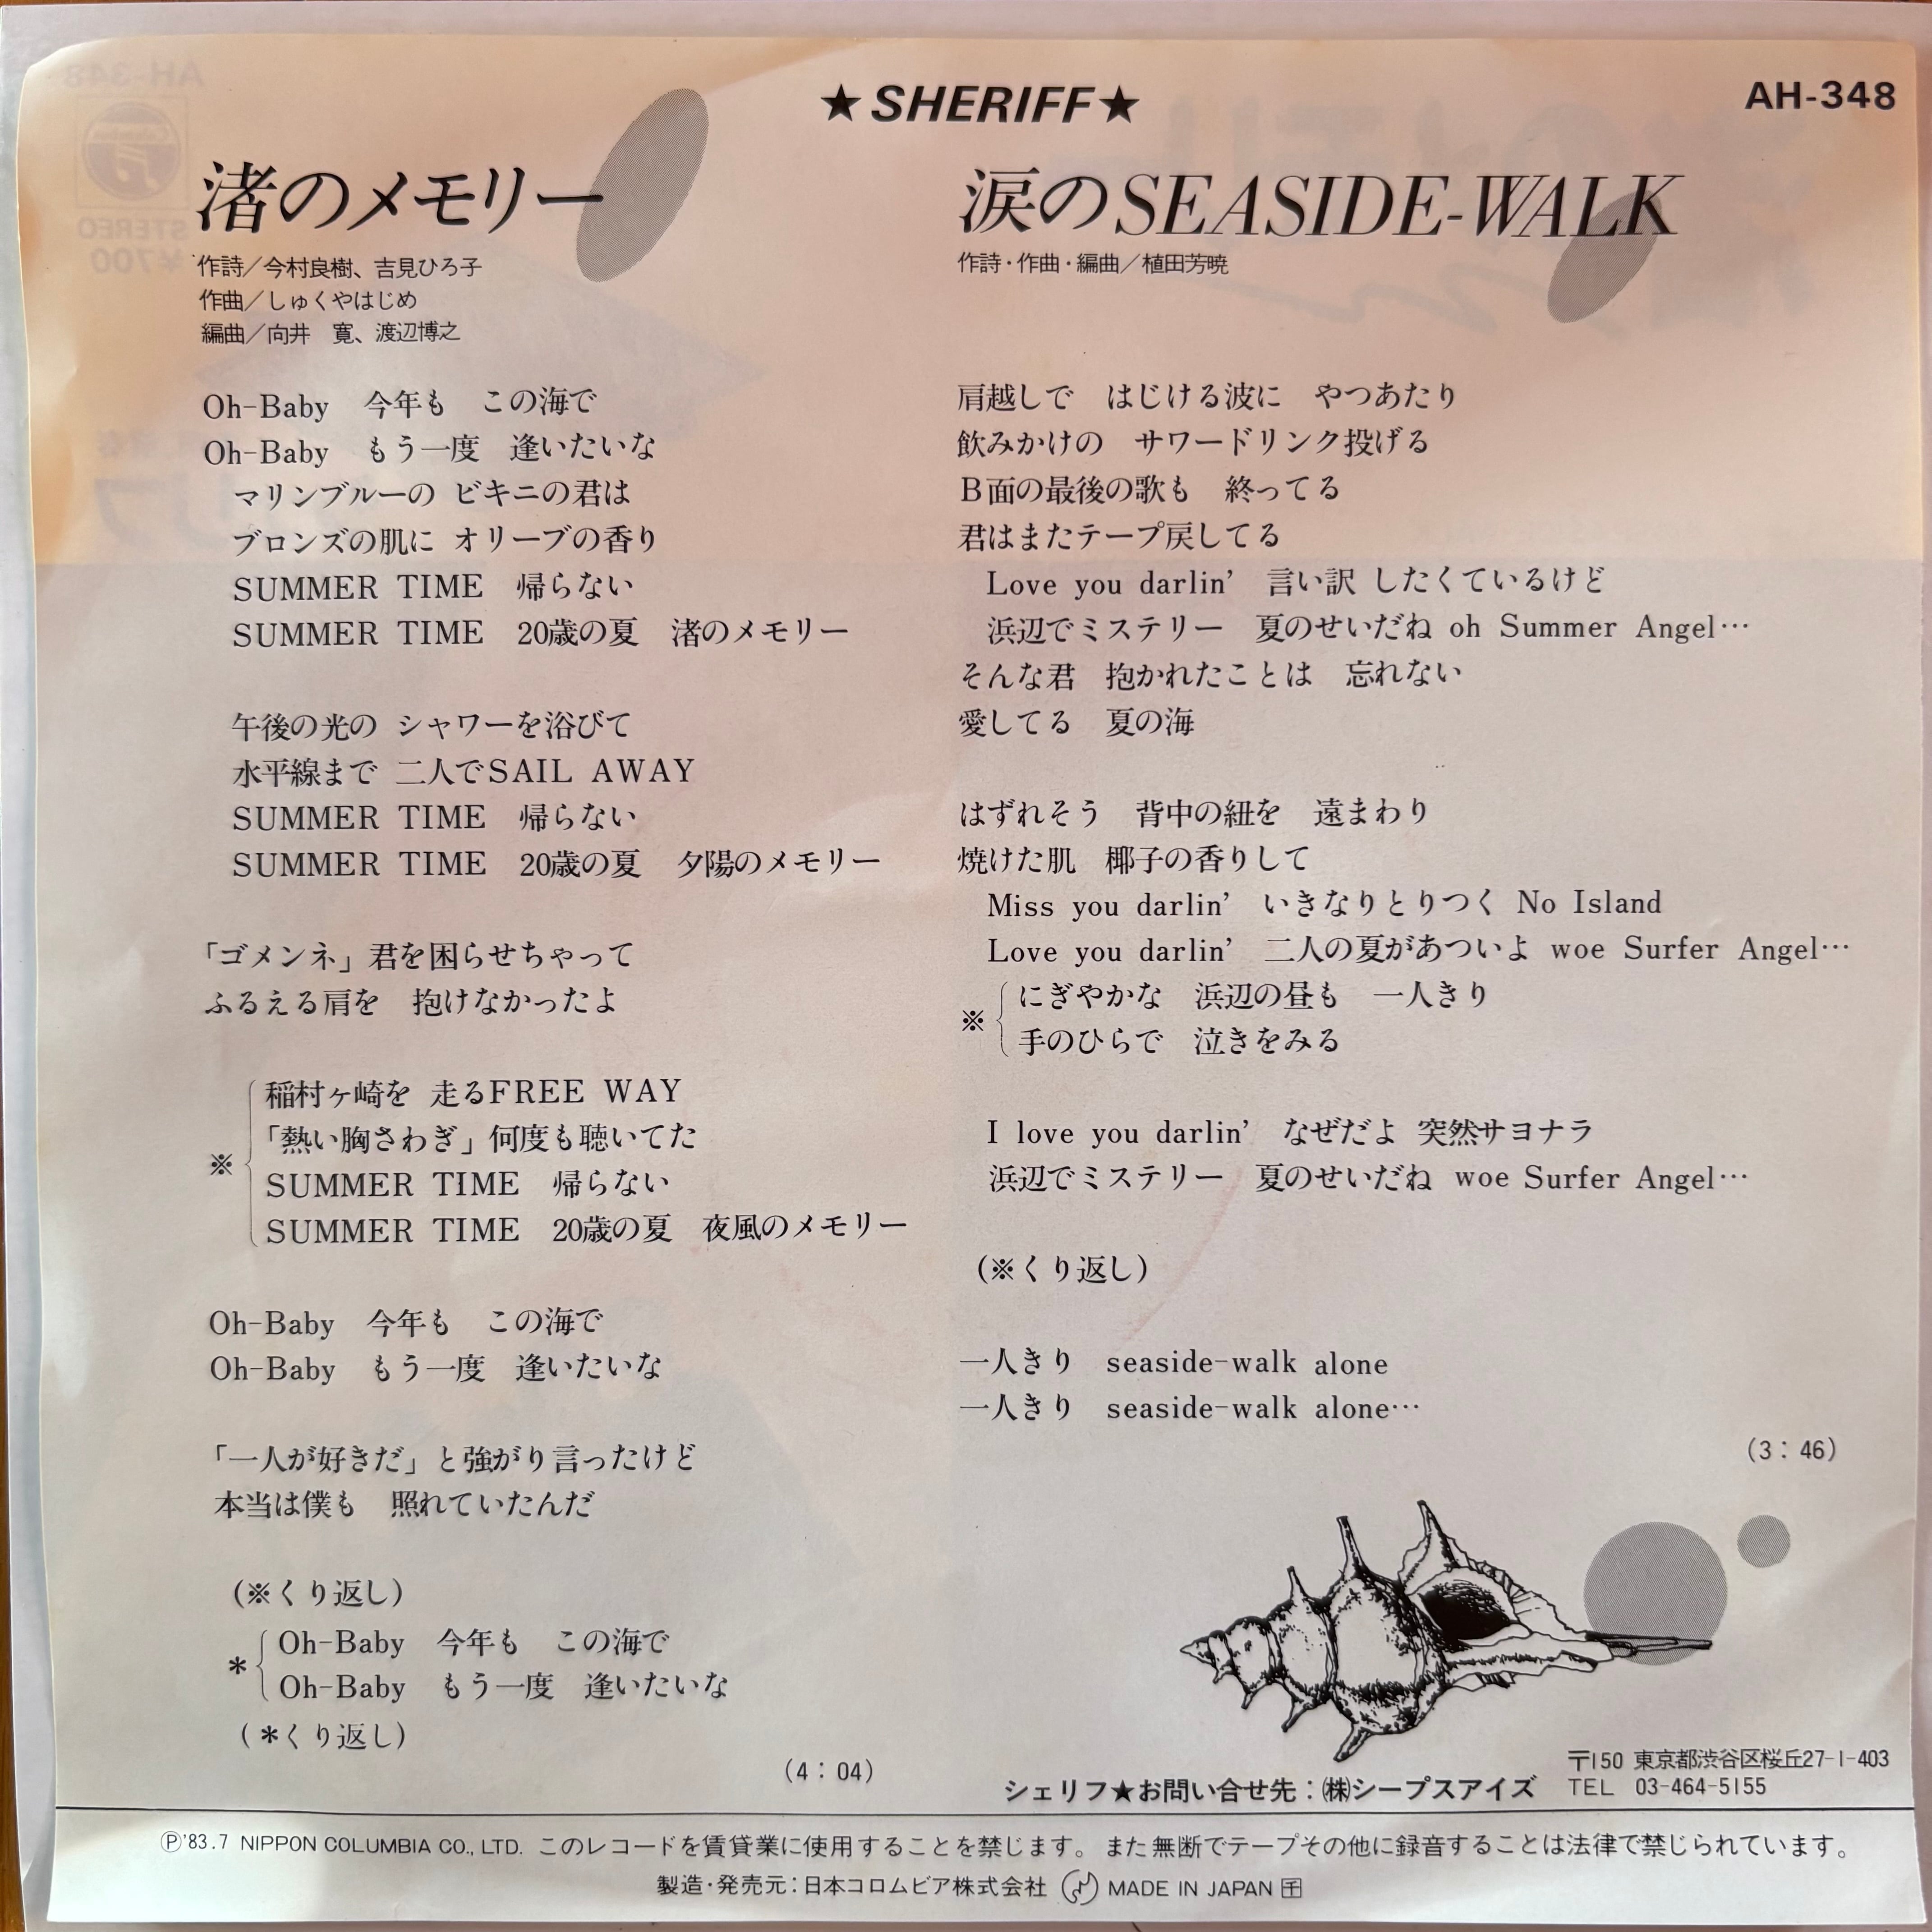 ★SHERIFF★
AH-348
渚のメモリー
作詩／今村良樹、吉見ひろ子
作曲／しゅくやはじめ
編曲／向井　寛、渡辺博之
Oh-Baby　今年も　この海で
Oh-Baby　もう一度　逢いたいな
マリンブルーの ビキニの君は
ブロンズの肌に オリーブの香り
SUMMER TIME　帰らない
SUMMER TIME　20歳の夏　渚のメモリー
午後の光の シャワーを浴びて
水平線まで 二人でSAIL AWAY
SUMMER TIME　帰らない
SUMMER TIME　20歳の夏　夕陽のメモリー
「ゴメンネ」君を困らせちゃって
ふるえる肩を　抱けなかったよ
※
稲村ヶ崎を 走るFREE WAY
「熱い胸さわぎ」何度も聴いてた
SUMMER TIME　帰らない
SUMMER TIME　20歳の夏　夜風のメモリー
Oh-Baby　今年も　この海で
Oh-Baby　もう一度　逢いたいな
「一人が好きだ」と強がり言ったけど
本当は僕も　照れていたんだ
(※くり返し)
*
Oh-Baby　今年も　この海で
Oh-Baby　もう一度　逢いたいな
(＊くり返し)
(4：04)
涙のSEASIDE-WALK
作詩・作曲・編曲／植田芳暁
肩越しで　はじける波に　やつあたり
飲みかけの　サワードリンク投げる
B面の最後の歌も　終ってる
君はまたテープ戻してる
Love you darlin’　言い訳 したくているけど
浜辺でミステリー　夏のせいだね oh Summer Angel…
そんな君　抱かれたことは　忘れない
愛してる　夏の海
はずれそう　背中の紐を　遠まわり
焼けた肌　椰子の香りして
Miss you darlin’　いきなりとりつく No Island
Love you darlin’　二人の夏があついよ woe Surfer Angel…
※
にぎやかな　浜辺の昼も　一人きり
手のひらで　泣きをみる
I love you darlin’　なぜだよ 突然サヨナラ
浜辺でミステリー　夏のせいだね woe Surfer Angel…
(※くり返し)
一人きり　seaside-walk alone
一人きり　seaside-walk alone…
(3：46)
シェリフ★お問い合せ先：㈱シープスアイズ
〒150 東京都渋谷区桜丘27-1-403
TEL 03-464-5155
Ⓟ'83.7 NIPPON COLUMBIA CO., LTD. このレコードを賃貸業に使用することを禁じます。また無断でテープその他に録音することは法律で禁じられています。
製造・発売元：日本コロムビア株式会社 MADE IN JAPAN